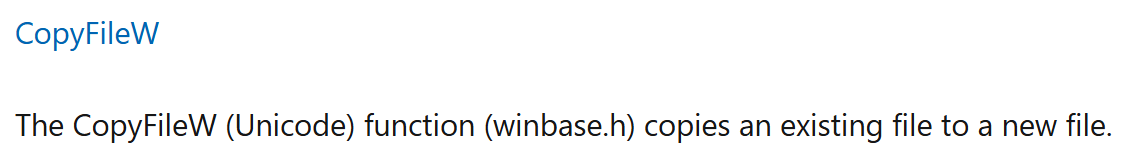 CopyFileW
The CopyFileW (Unicode) function (winbase.h) copies an existing file to a new file.